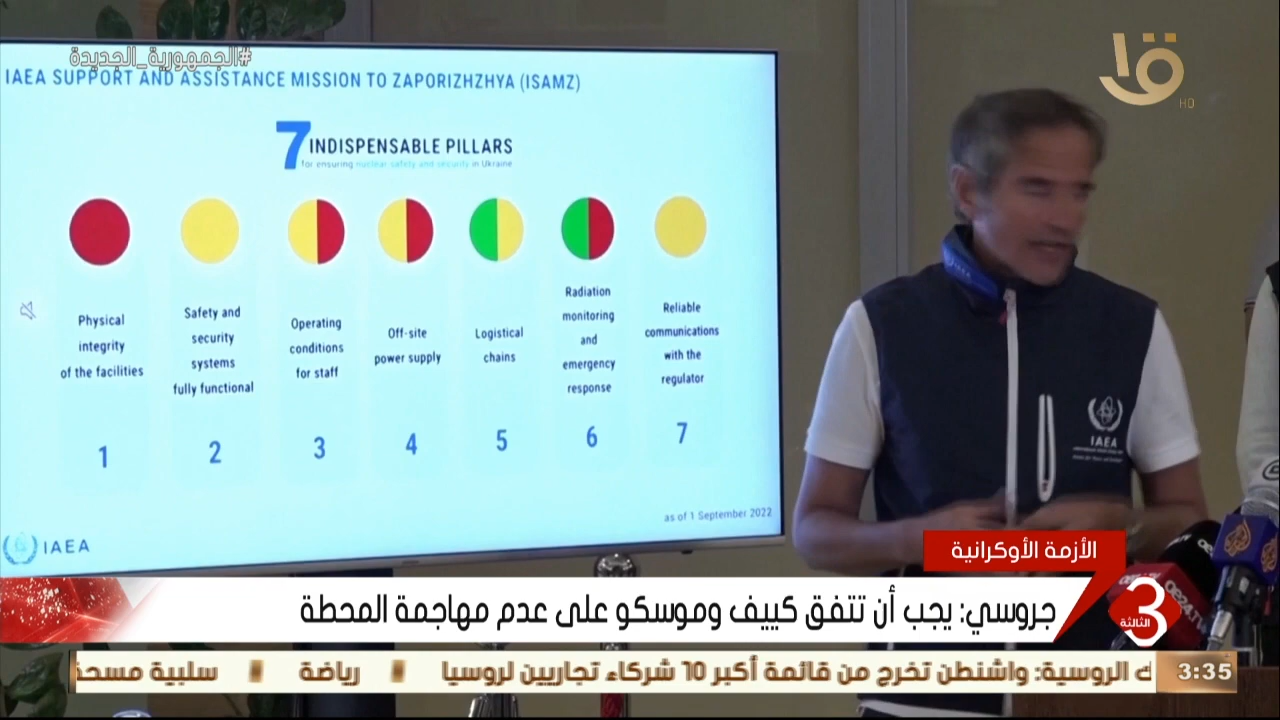 #الجمهورية_الجديدة
HD
IAEA SUPPORT AND ASSISTANCE MISSION TO ZAPORIZHZHYA (ISAMZ)
7 INDISPENSABLE PILLARS
for ensuring nuclear safety and security in Ukraine
Physical
integrity
of the facilities
1
Safety and
security
systems
fully functional
2
Operating
conditions
for staff
3
Off-site
power supply
4
Logistical
chains
5
Radiation
monitoring
and
emergency
response
6
Reliable
communications
with the
regulator
7
as of 1 September 2022
IAEA
IAEA
الأزمة الأوكرانية
جروسي: يجب أن تتفق كييف وموسكو على عدم مهاجمة المحطة
3
الثالثة
الروسية: واشنطن تخرج من قائمة أكبر 10 شركاء تجاريين لروسيا
رياضة
سلبية
3:35